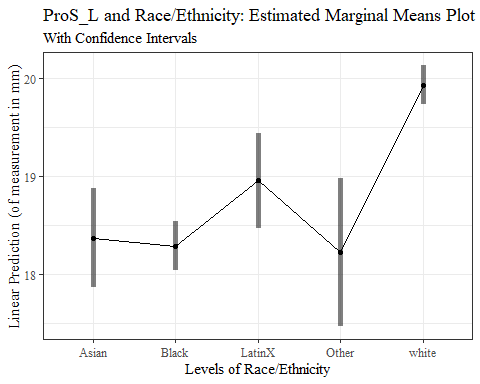 ProS_L and Race/Ethnicity: Estimated Marginal Means Plot
With Confidence Intervals
Linear Prediction (of measurement in mm)
20
19
18
Asian Black LatinX Other white
Levels of Race/Ethnicity